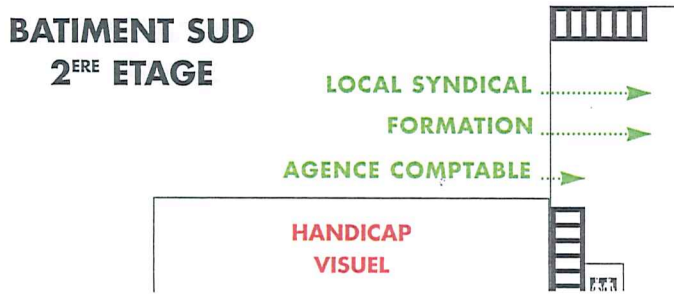 BATIMENT SUD
2ERE ETAGE
LOCAL SYNDICAL
FORMATION
AGENCE COMPTABLE
HANDICAP
VISUEL